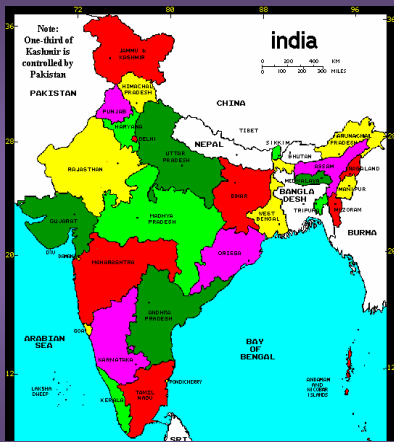 72
80
88
96
36
36
Note:
One-third of
Kashmir is
controlled by
Pakistan
india
0 200 400 KM
0 100 200 300 MILES
JAMMU &
KASHMIR
PAKISTAN
HIMACHAL
PRADESH
PUNJAB
CHINA
HARYANA
DELHI
TIBET
ARUNACHAL
PRADESH
28
SIKKIM
NEPAL
BHUTAN
UTTAR
PRADESH
ASSAM
NAGALAND
RAJASTHAN
MEGHALAYA
MANIPUR
BIHAR
BANGLA
DESH
TRIPURA
MIZORAM
GUJARAT
MADHYA
PRADESH
WEST
BENGAL
BURMA
DIU
DAMAN
20
20
MAHARASHTRA
ORISSA
ANDHRA
PRADESH
GOA
ARABIAN
SEA
BAY
OF
BENGAL
KARNATAKA
12
12
PONDICHERRY
LAKSHA
DWEEP
KERALA
TAMIL
NADU
ANDAMAN
AND
NICOBAR
ISLANDS
SRI